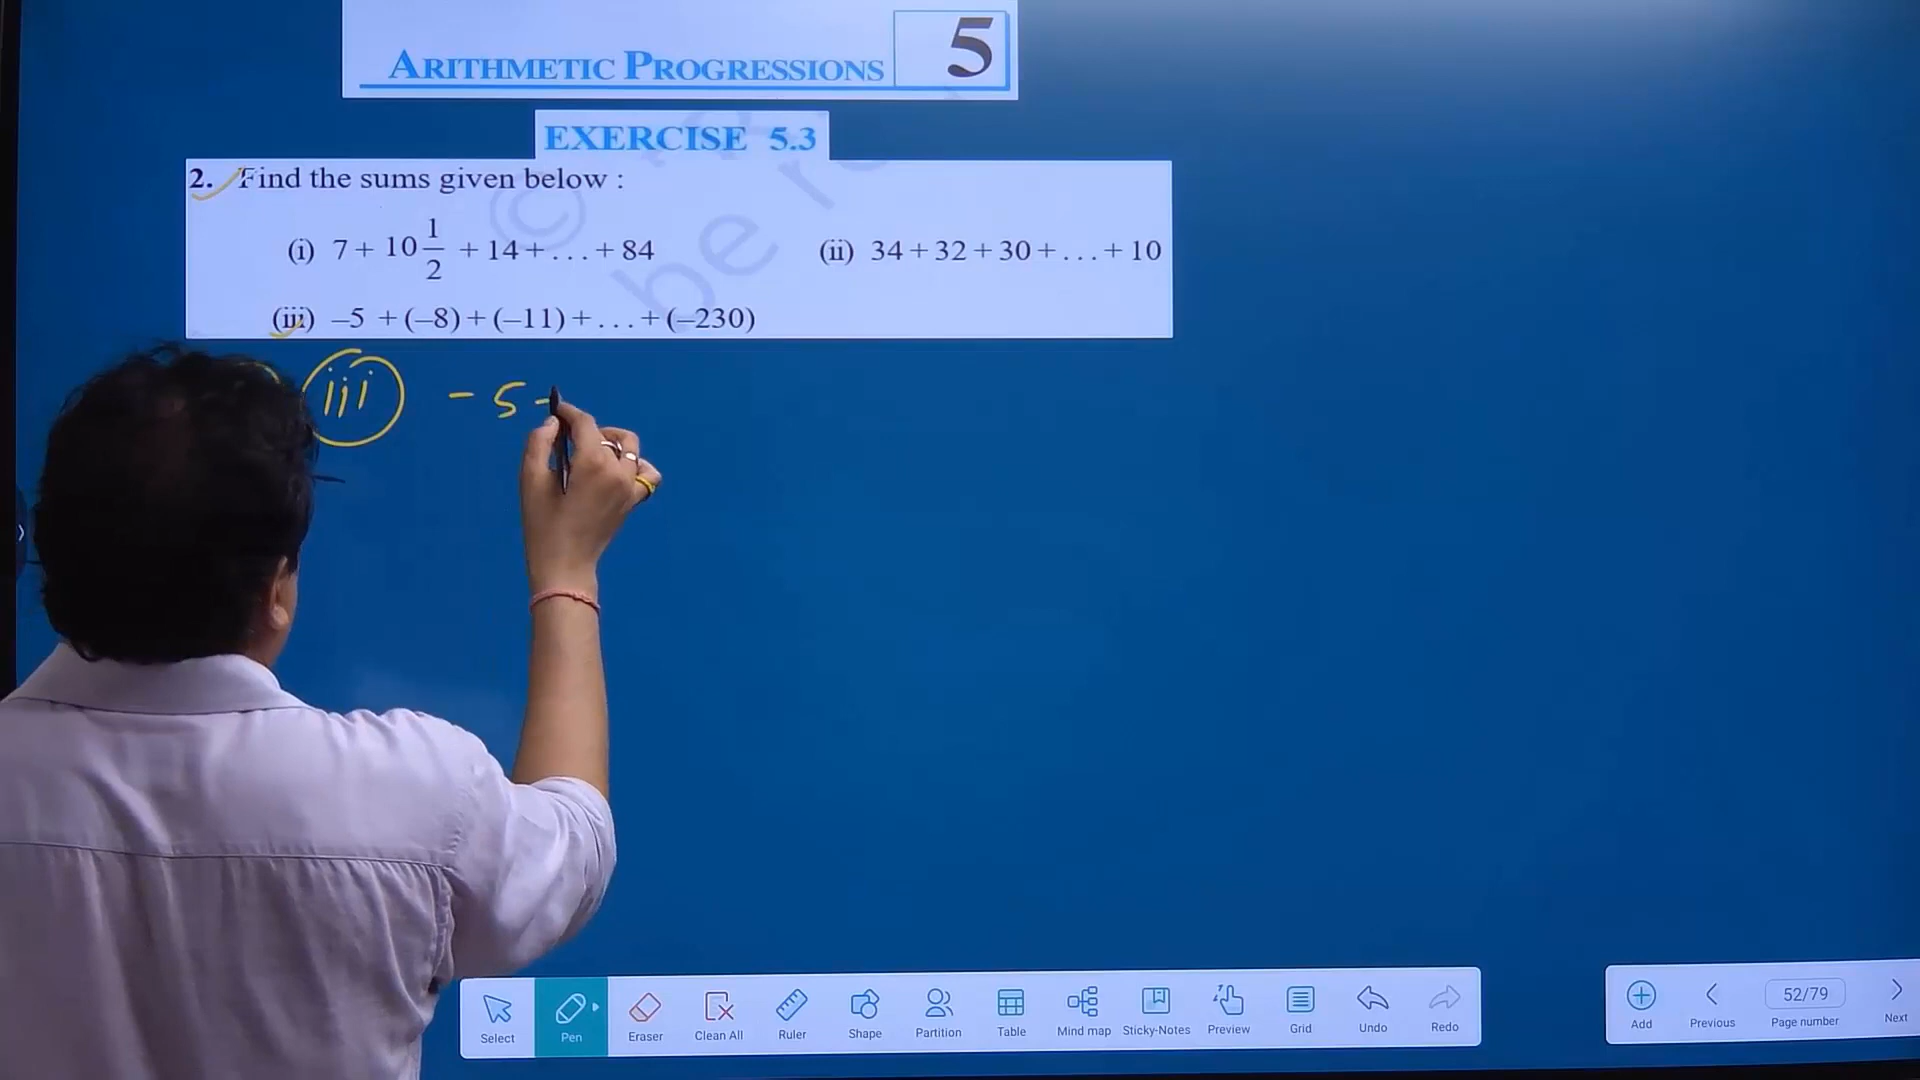 ARITHMETIC PROGRESSIONS 5
EXERCISE 5.3
2. Find the sums given below :
(i) 7 + 10 1/2 + 14 + . . . + 84 (ii) 34 + 32 + 30 + . . . + 10
(iii) –5 + (–8) + (–11) + . . . + (–230)
iii - 5 -
Select Pen Eraser Clean All Ruler Shape Partition Table Mind map Sticky-Notes Preview Grid Undo Redo
Add Previous 52/79 Page number Next
be r
©